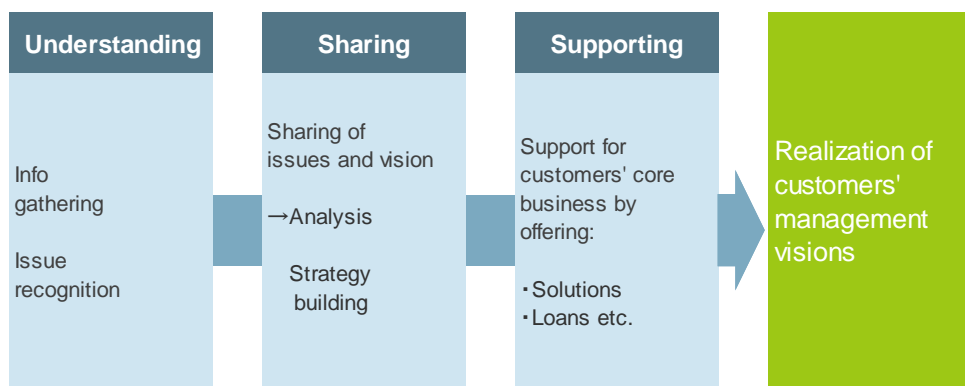 Understanding
Info
gathering
Issue
recognition
Sharing
Sharing of
issues and vision
→Analysis
Strategy
building
Supporting
Support for
customers' core
business by
offering:
・Solutions
・Loans etc.
Realization of
customers'
management
visions